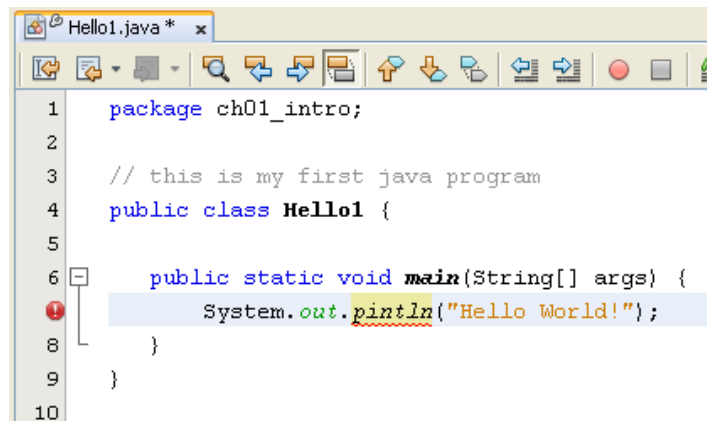 Hello1.java *
1 package ch01_intro;
2
3 // this is my first java program
4 public class Hello1 {
5
6 public static void main(String[] args) {
System.out.pintln("Hello World!");
8 }
9 }
10